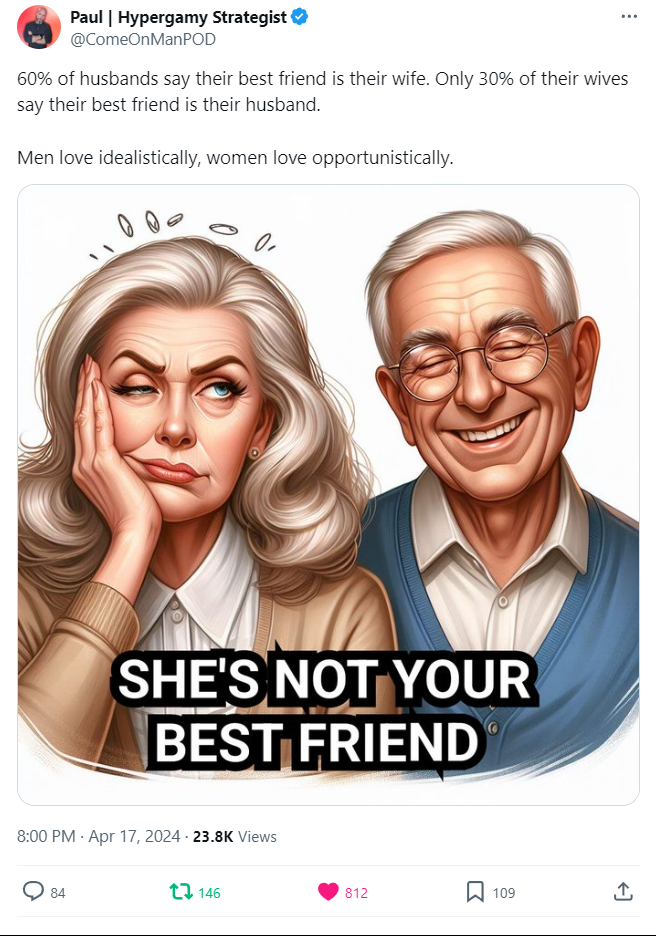 Paul | Hypergamy Strategist
@ComeOnManPOD
60% of husbands say their best friend is their wife. Only 30% of their wives
say their best friend is their husband.
Men love idealistically, women love opportunistically.
SHE'S NOT YOUR
BEST FRIEND
8:00 PM · Apr 17, 2024 · 23.8K Views
84 146 812 109